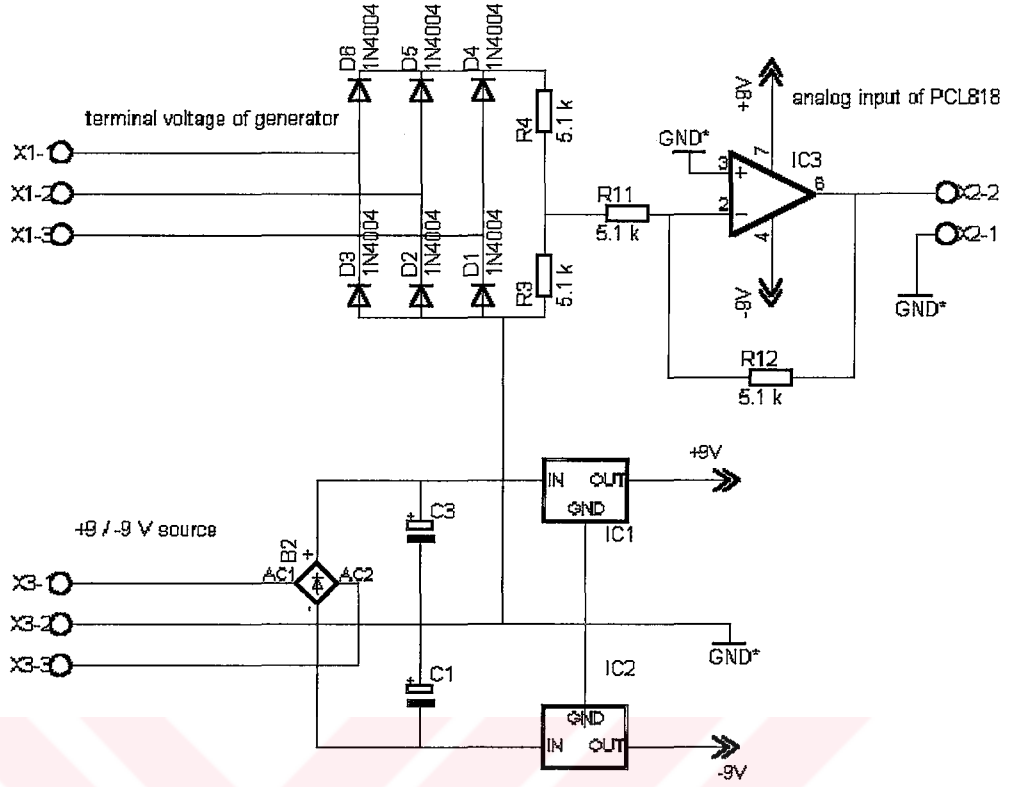 D6
1N4004
D5
1N4004
D4
1N4004
terminal voltage of generator
X1-1
X1-2
X1-3
D3
1N4004
D2
1N4004
D1
1N4004
R4
5.1 k
R3
5.1 k
R11
5.1 k
GND*
3
+
2
-
+9V
7
IC3
6
4
-9V
analog input of PCL818
X2-2
X2-1
GND*
R12
5.1 k
+9 / -9 V source
X3-1
X3-2
X3-3
B2
+
AC1
AC2
-
+
C3
+
C1
IN
OUT
GND
IC1
+9V
GND*
IC2
GND
IN
OUT
-9V